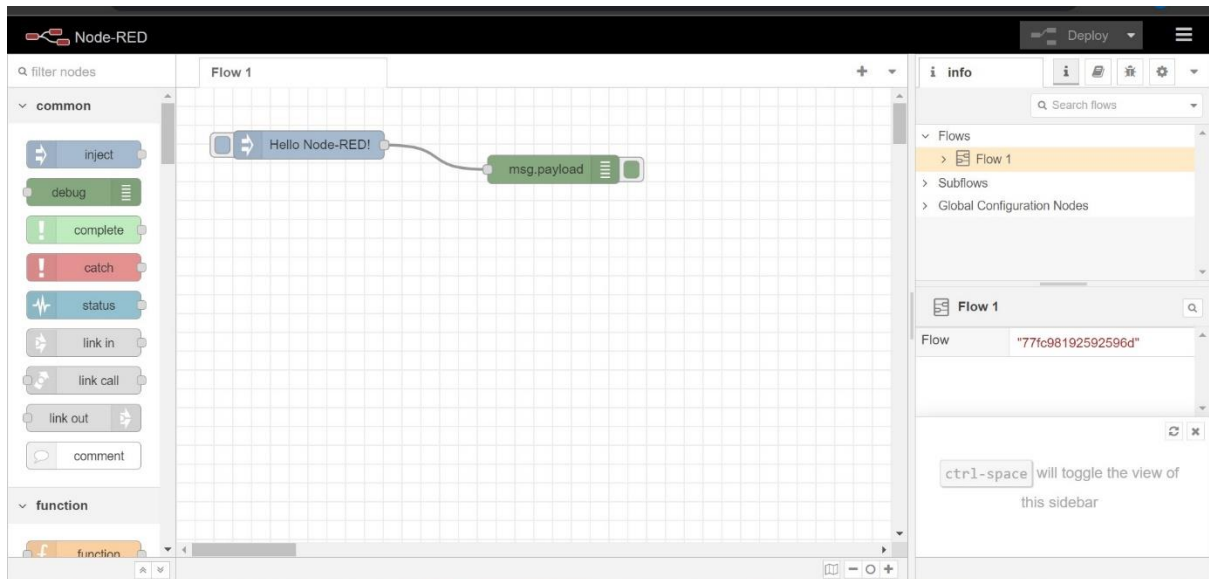 Node-RED
Deploy
filter nodes
common
inject
debug
complete
catch
status
link in
link call
link out
comment
function
function
Flow 1
Hello Node-RED!
msg.payload
i info
i
Search flows
Flows
Flow 1
Subflows
Global Configuration Nodes
Flow 1
Flow "77fc98192592596d"
ctrl-space will toggle the view of
this sidebar